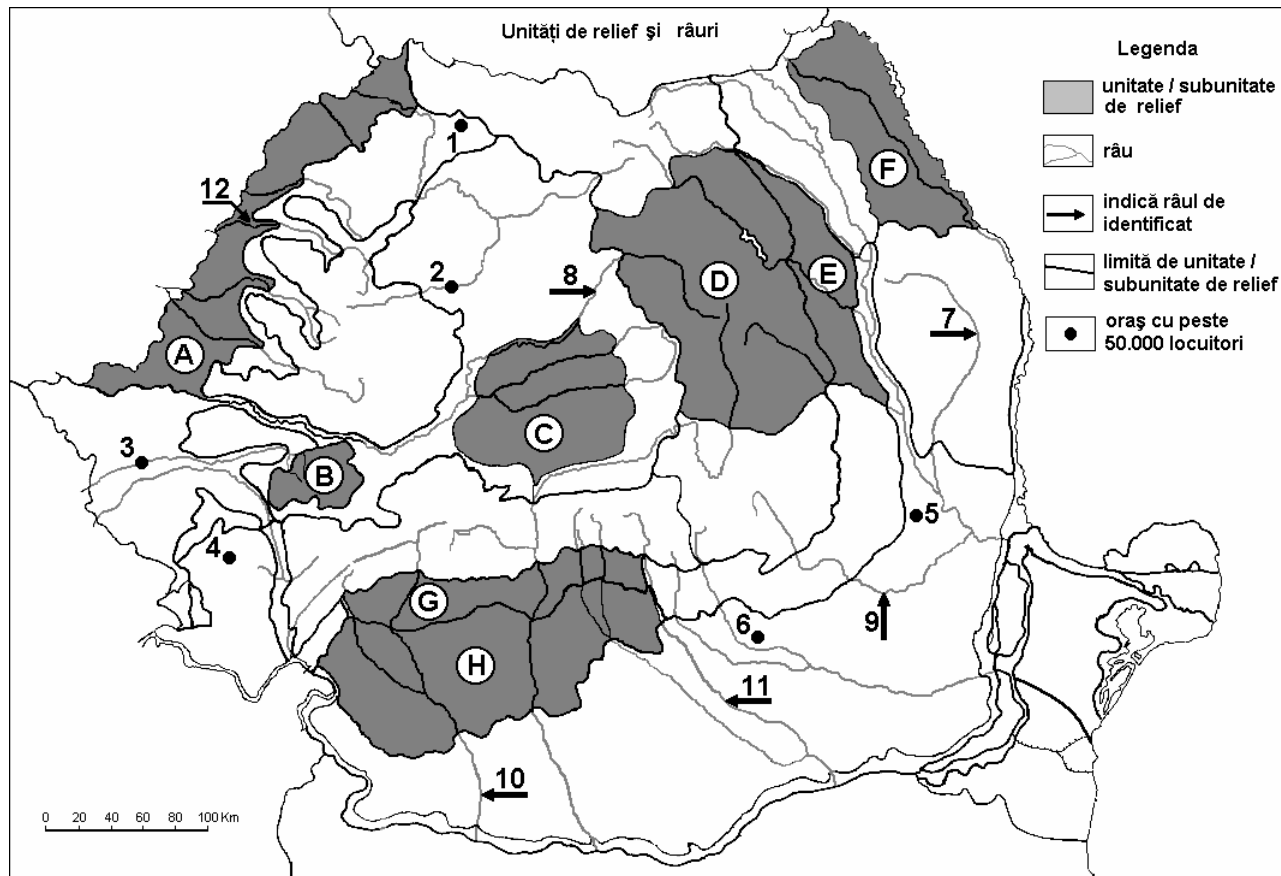 Unități de relief și râuri
Legenda
unitate / subunitate
de relief
râu
indică râul de
identificat
limită de unitate /
subunitate de relief
oraş cu peste
50.000 locuitori
1
F
12
2
8
D
E
7
A
C
3
B
5
4
G
6
9
H
11
10
0 20 40 60 80 100 Km